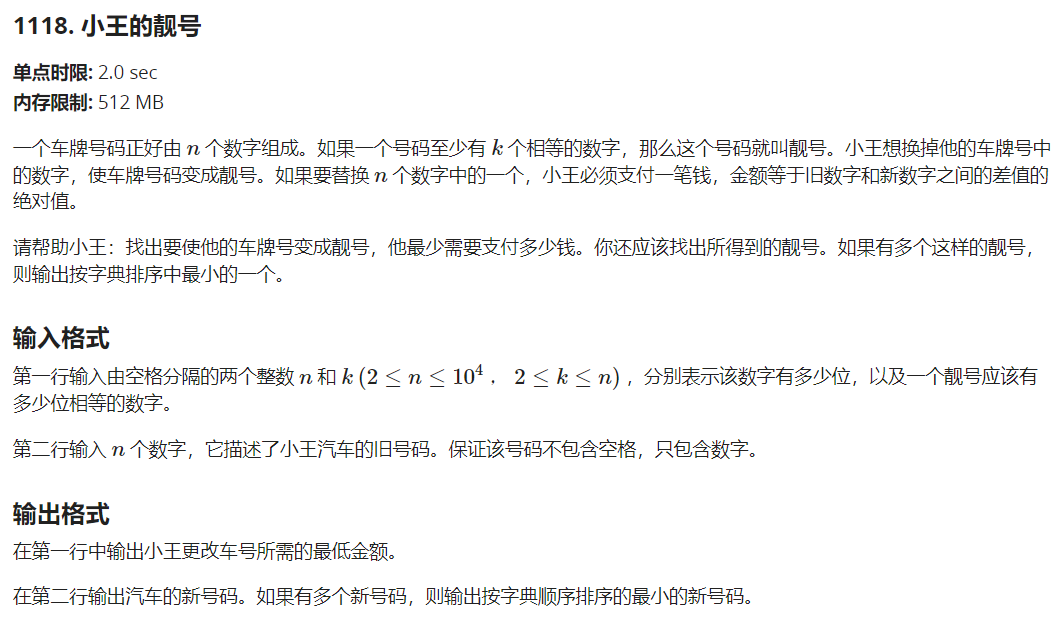 1118. 小王的靓号
单点时限: 2.0 sec
内存限制: 512 MB
一个车牌号码正好由 n 个数字组成。如果一个号码至少有 k 个相等的数字，那么这个号码就叫靓号。小王想换掉他的车牌号中
的数字，使车牌号码变成靓号。如果要替换 n 个数字中的一个，小王必须支付一笔钱，金额等于旧数字和新数字之间的差值的
绝对值。
请帮助小王：找出要使他的车牌号变成靓号，他最少需要支付多少钱。你还应该找出所得到的靓号。如果有多个这样的靓号，
则输出按字典排序中最小的一个。
输入格式
第一行输入由空格分隔的两个整数 n 和 k (2 ≤ n ≤ 10⁴ ， 2 ≤ k ≤ n) ，分别表示该数字有多少位，以及一个靓号应该有
多少位相等的数字。
第二行输入 n 个数字，它描述了小王汽车的旧号码。保证该号码不包含空格，只包含数字。
输出格式
在第一行中输出小王更改车号所需的最低金额。
在第二行输出汽车的新号码。如果有多个新号码，则输出按字典顺序排序的最小的新号码。